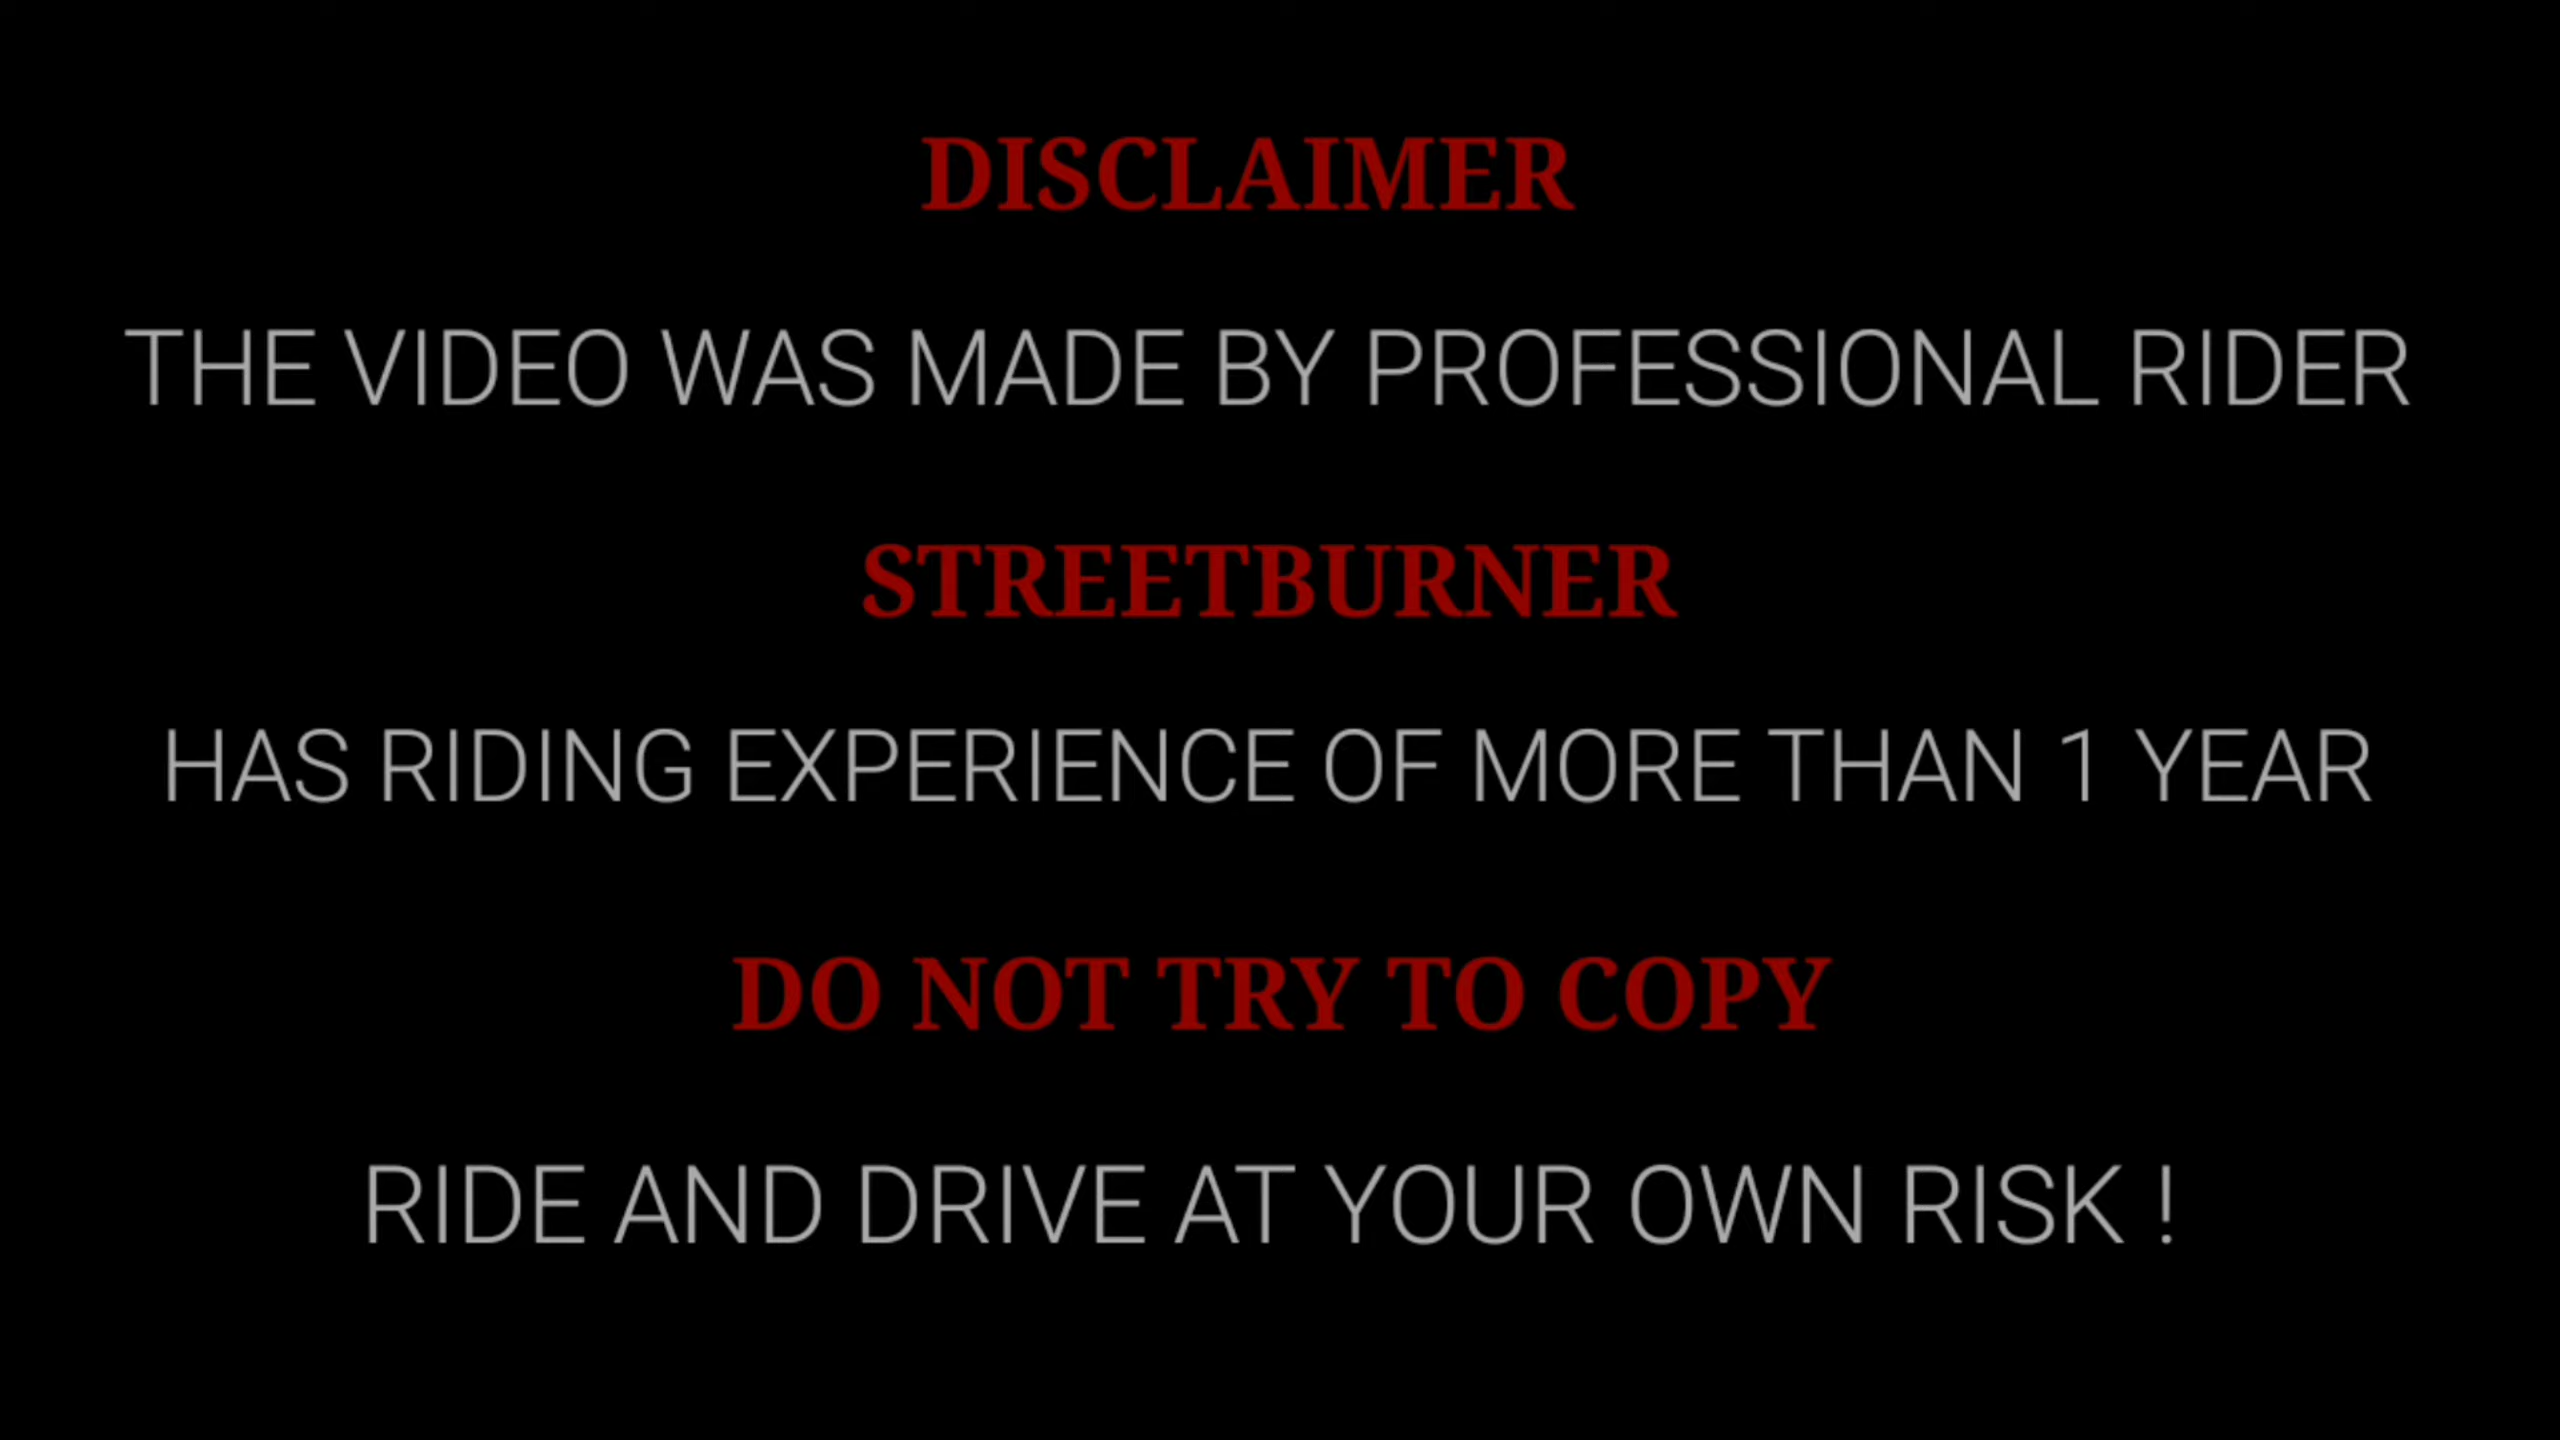 DISCLAIMER
THE VIDEO WAS MADE BY PROFESSIONAL RIDER
STREETBURNER
HAS RIDING EXPERIENCE OF MORE THAN 1 YEAR
DO NOT TRY TO COPY
RIDE AND DRIVE AT YOUR OWN RISK !